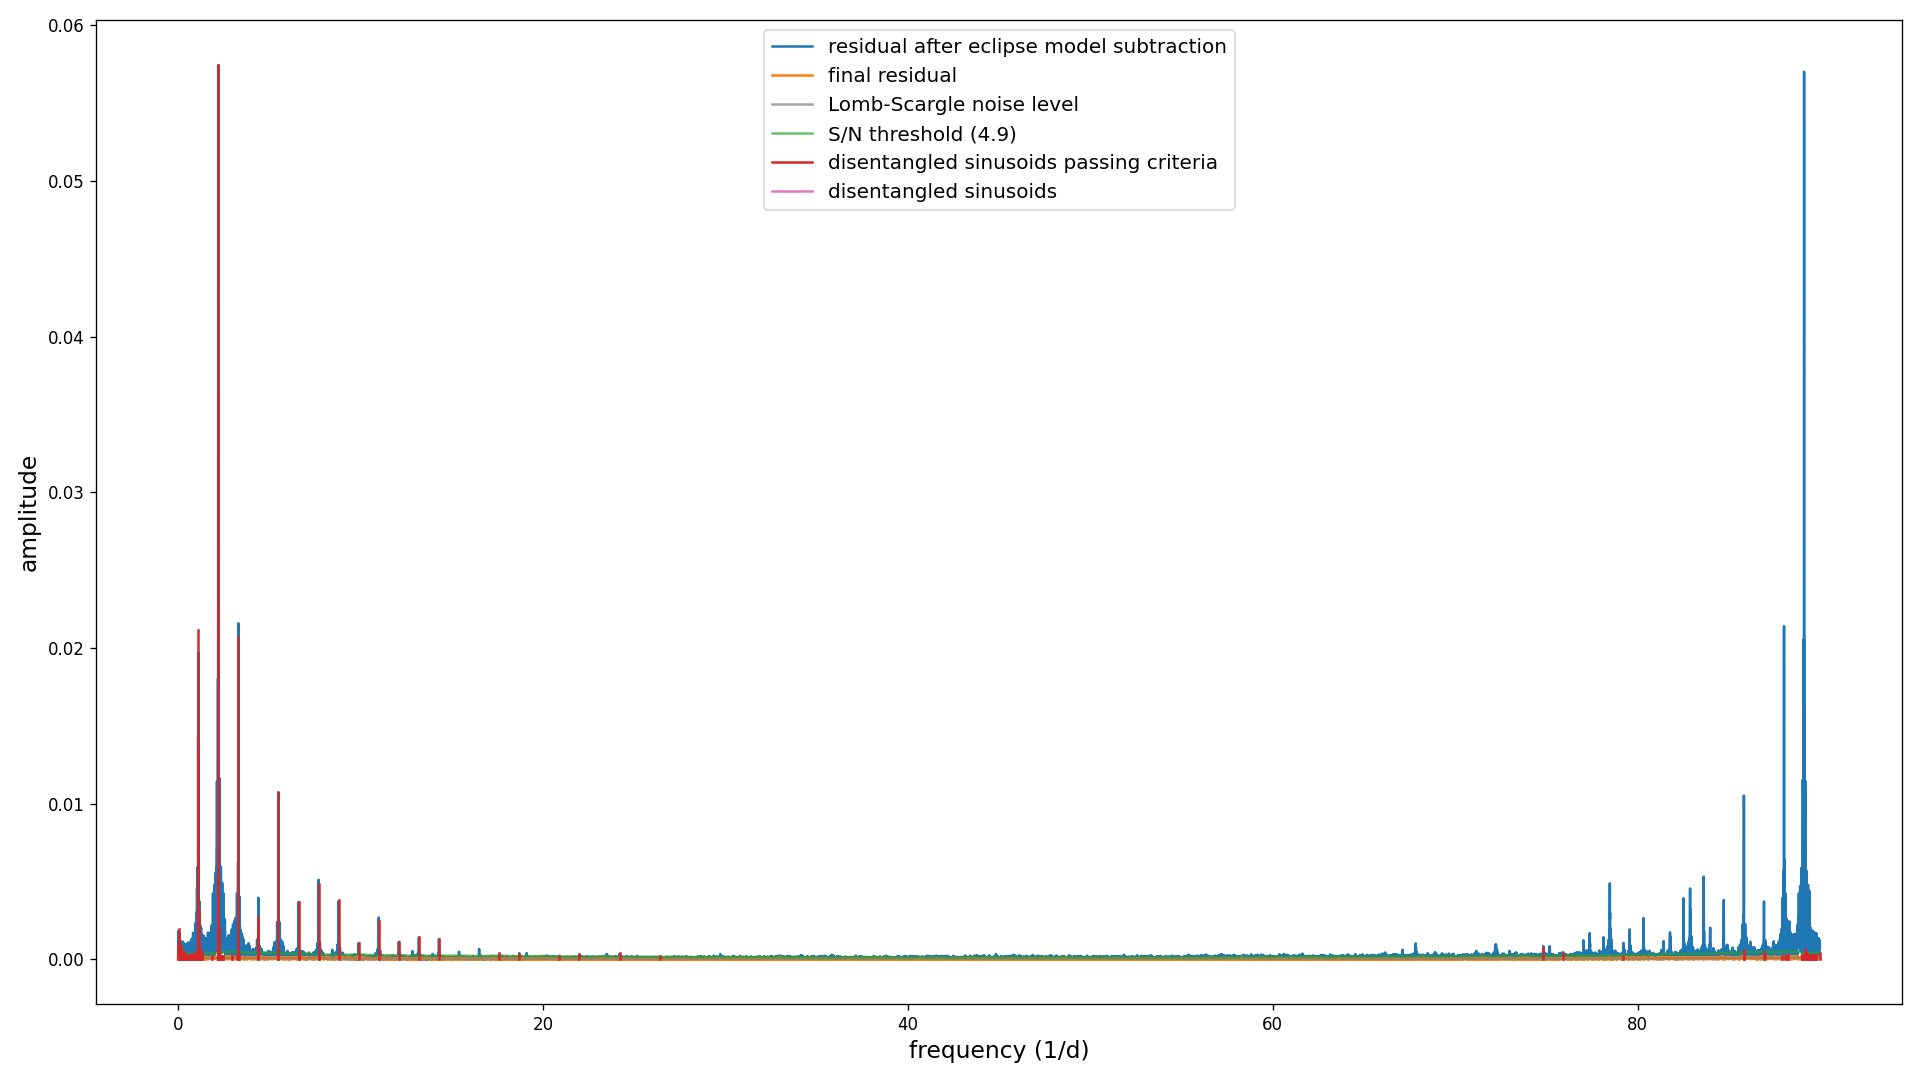 0.06
0.05
0.04
0.03
0.02
0.01
0.00
amplitude
residual after eclipse model subtraction
final residual
Lomb-Scargle noise level
S/N threshold (4.9)
disentangled sinusoids passing criteria
disentangled sinusoids
0 20 40 60 80
frequency (1/d)